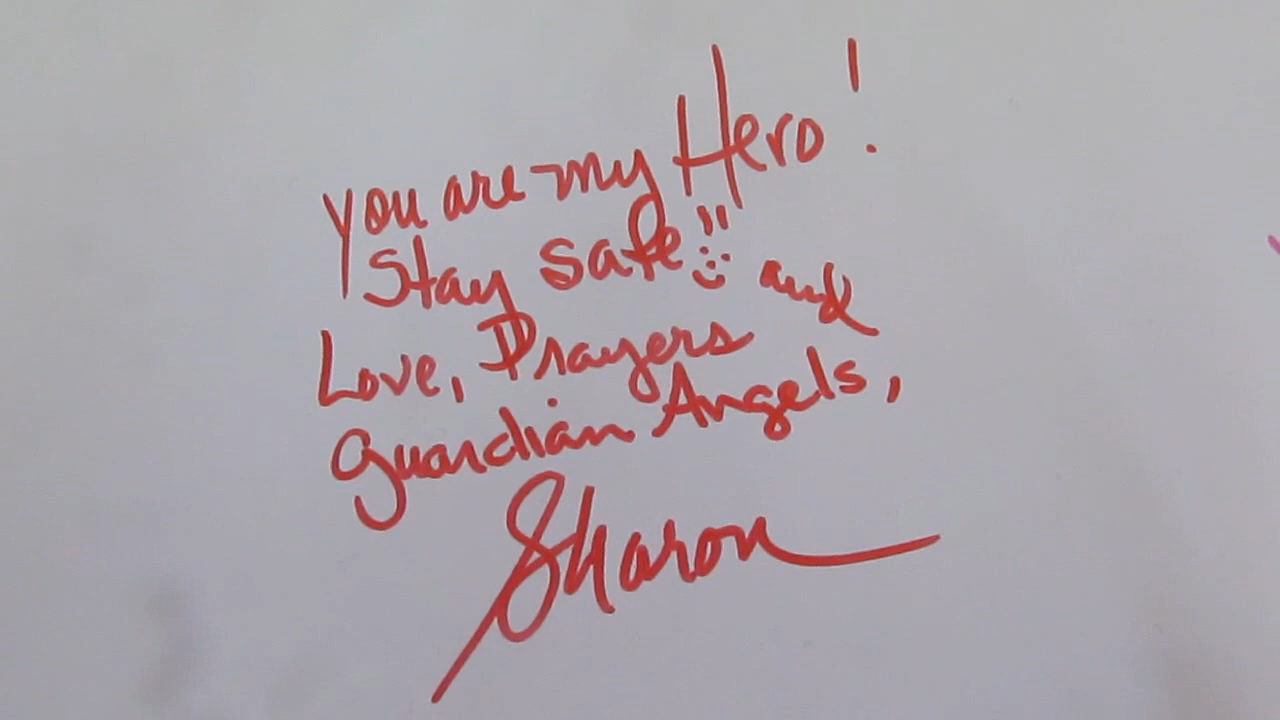 you are my Hero!
Stay safe!! :)
Love, Prayers and
guardian Angels,
Sharon